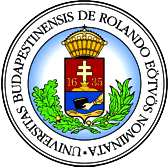 UNIVERSITAS BUDAPESTINENSIS DE ROLANDO EÖTVÖS NOMINATA
16 35